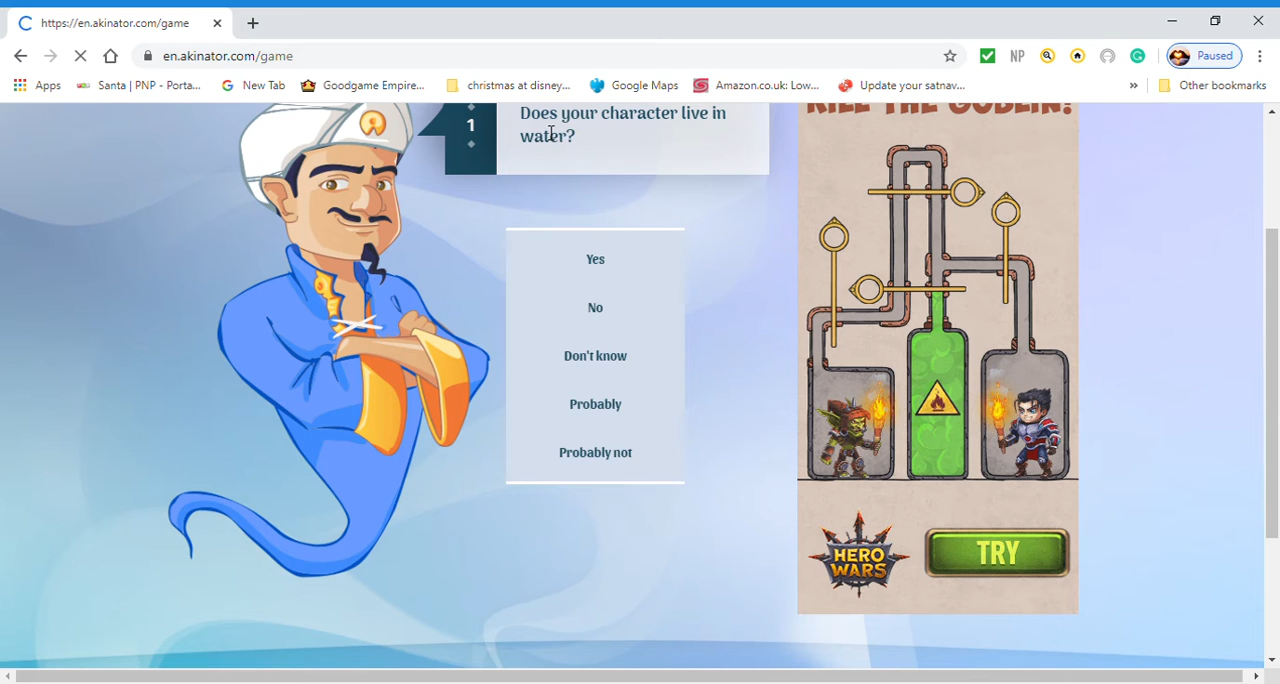 https://en.akinator.com/game
en.akinator.com/game
NP
Paused
Apps
Santa | PNP - Porta...
New Tab
Goodgame Empire...
christmas at disney...
Google Maps
Amazon.co.uk: Low...
Update your satnav...
»
Other bookmarks
1
Does your character live in
water?
Yes
No
Don't know
Probably
Probably not
KILL THE GOBLIN!
HERO
WARS
TRY